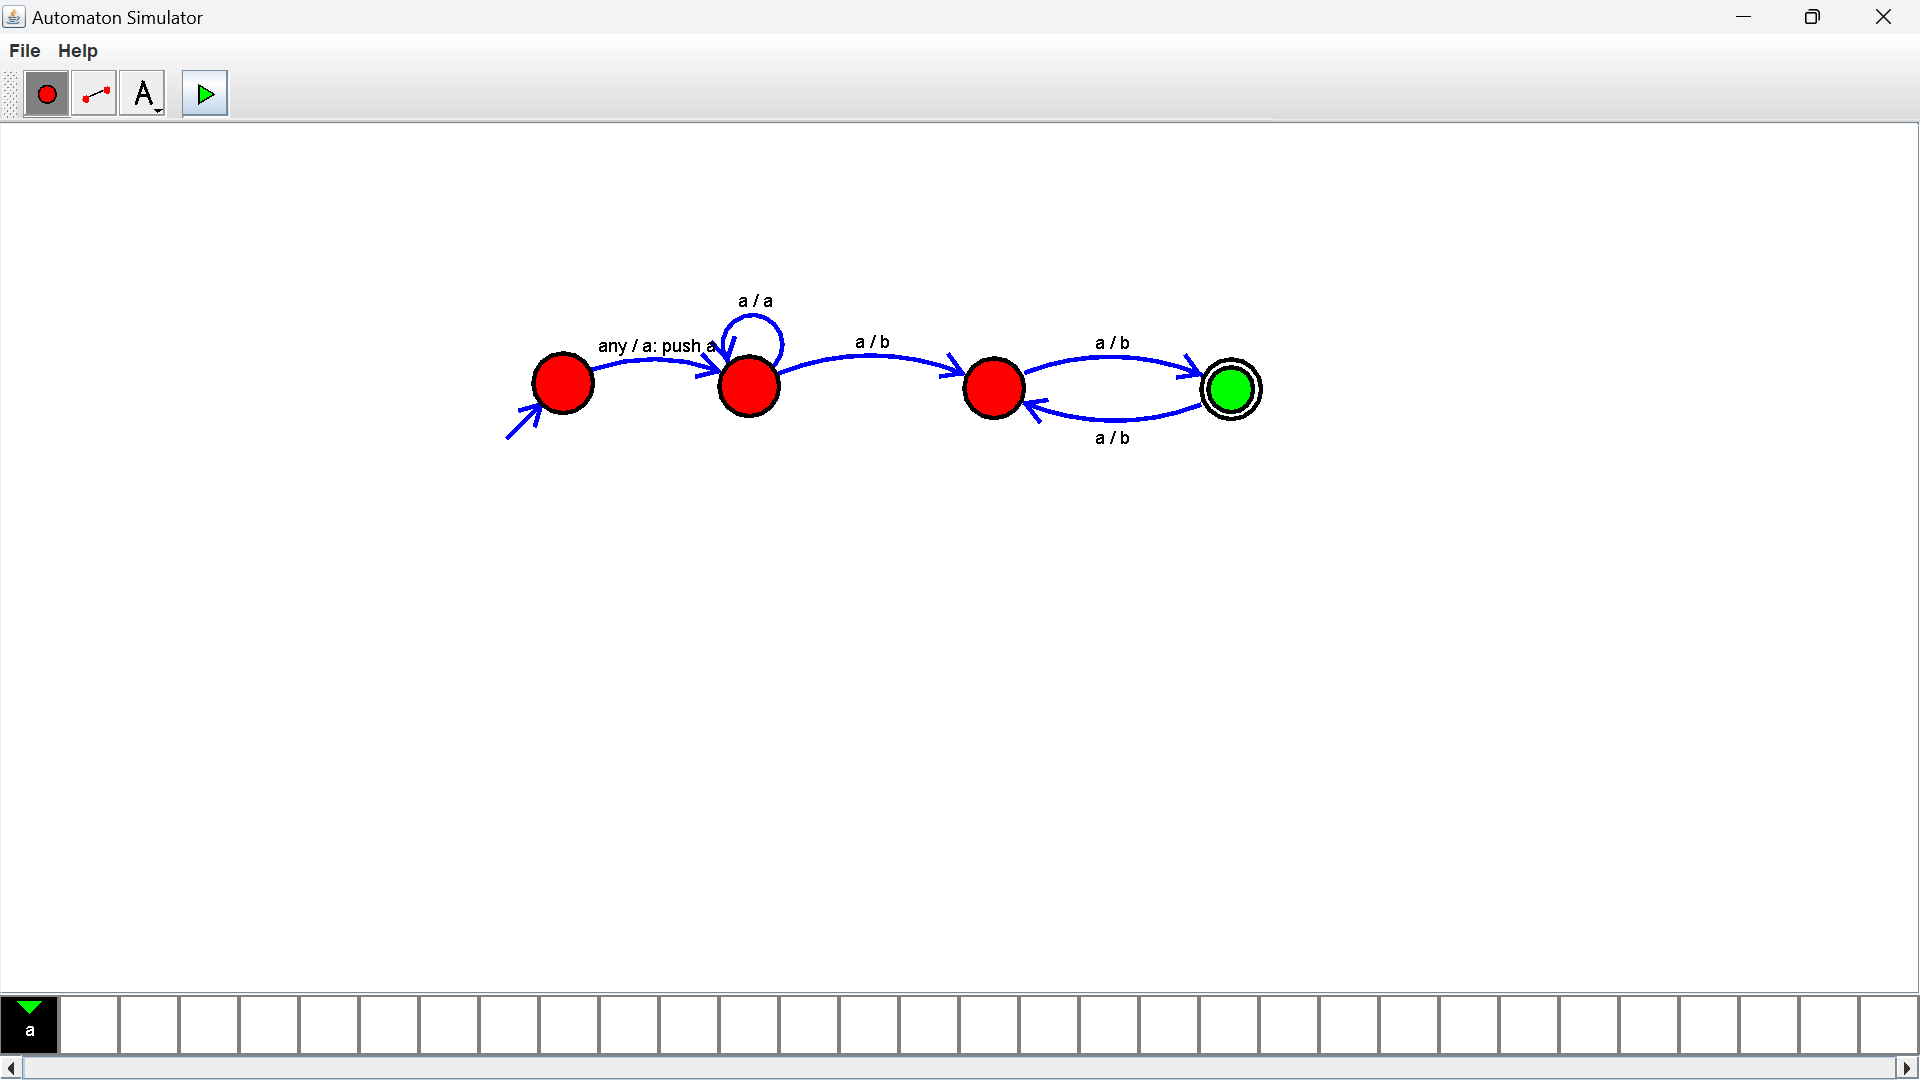 Automaton Simulator
File Help
A
a / a
any / a: push a
a / b
a / b
a / b
a